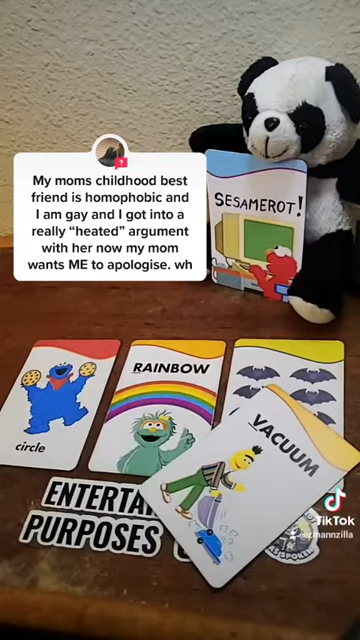 My moms childhood best
friend is homophobic and
I am gay and I got into a
really “heated” argument
with her now my mom
wants ME to apologise. wh
SESAMEROT!
circle
RAINBOW
VACUUM
PURPOSES
TikTok